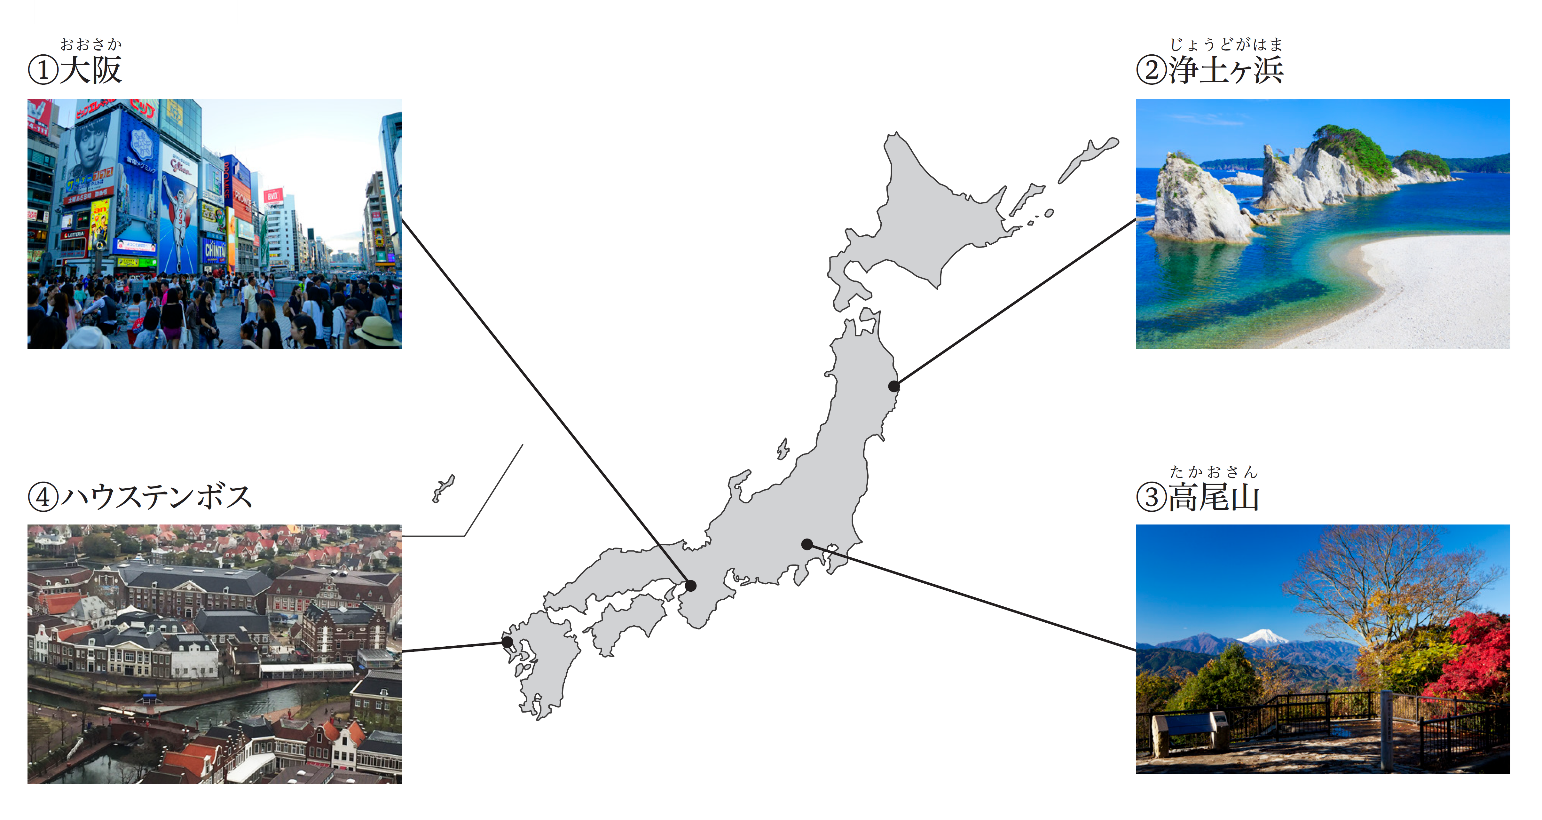 おおさか
①大阪
じょうどがはま
②浄土ヶ浜
④ハウステンボス
たかおさん
③高尾山